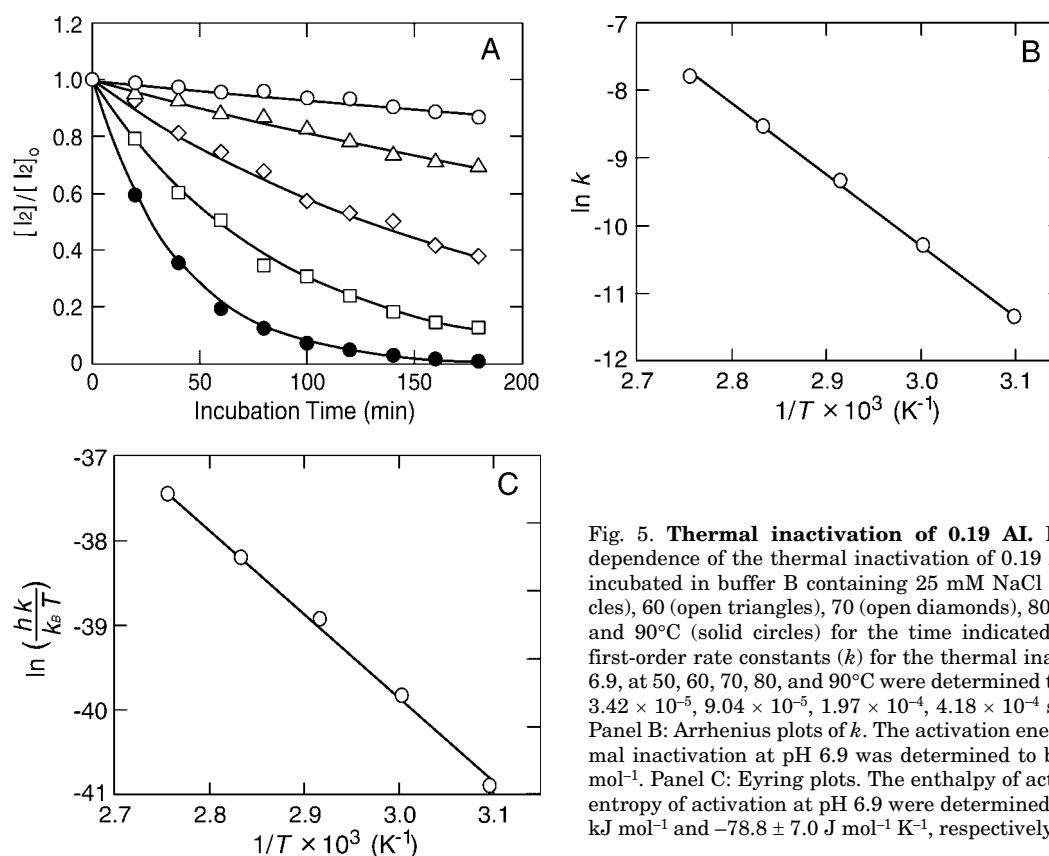 1.2
1.0
0.8
0.6
0.4
0.2
0
[I2]/[I2]o
A
0 50 100 150 200
Incubation Time (min)
-7
-8
-9
-10
-11
-12
ln k
B
2.7 2.8 2.9 3.0 3.1
1/T × 10³ (K⁻¹)
-37
-38
-39
-40
-41
ln (hk/kBT)
C
2.7 2.8 2.9 3.0 3.1
1/T × 10³ (K⁻¹)
Fig. 5. Thermal inactivation of 0.19 AI.
dependence of the thermal inactivation of 0.19
incubated in buffer B containing 25 mM NaCl
cles), 60 (open triangles), 70 (open diamonds), 80
and 90°C (solid circles) for the time indicated
first-order rate constants (k) for the thermal ina
6.9, at 50, 60, 70, 80, and 90°C were determined t
3.42 × 10⁻⁵, 9.04 × 10⁻⁵, 1.97 × 10⁻⁴, 4.18 × 10⁻⁴ s
Panel B: Arrhenius plots of k. The activation ene
mal inactivation at pH 6.9 was determined to b
mol⁻¹. Panel C: Eyring plots. The enthalpy of act
entropy of activation at pH 6.9 were determined
kJ mol⁻¹ and –78.8 ± 7.0 J mol⁻¹ K⁻¹, respectively